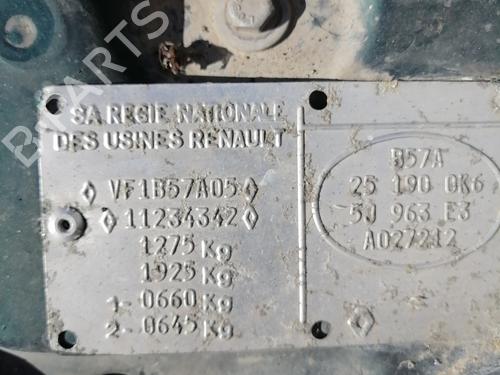 SA REGIE NATIONALE
DES USINES RENAULT
VF1B57A05
11234342
1275 Kg
1925 Kg
1-0660 Kg
2-0645 Kg
B57A
25 190 0K6
5J 963 E3
A027212
B-PARTS